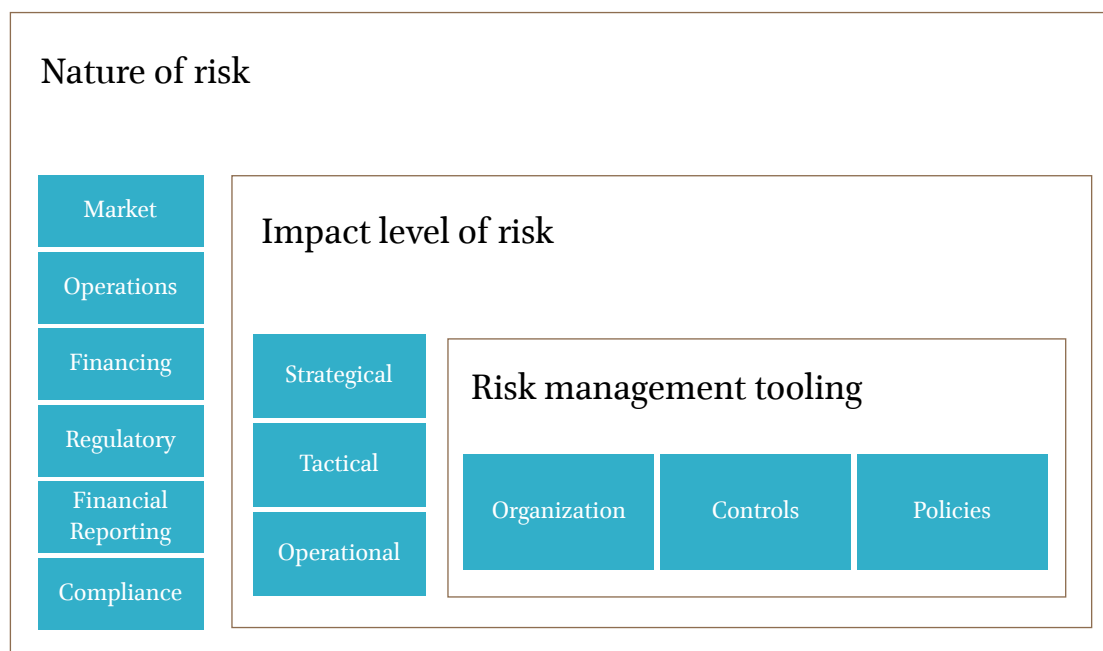 Nature of risk
Market
Operations
Financing
Regulatory
Financial
Reporting
Compliance
Impact level of risk
Strategical
Tactical
Operational
Risk management tooling
Organization
Controls
Policies